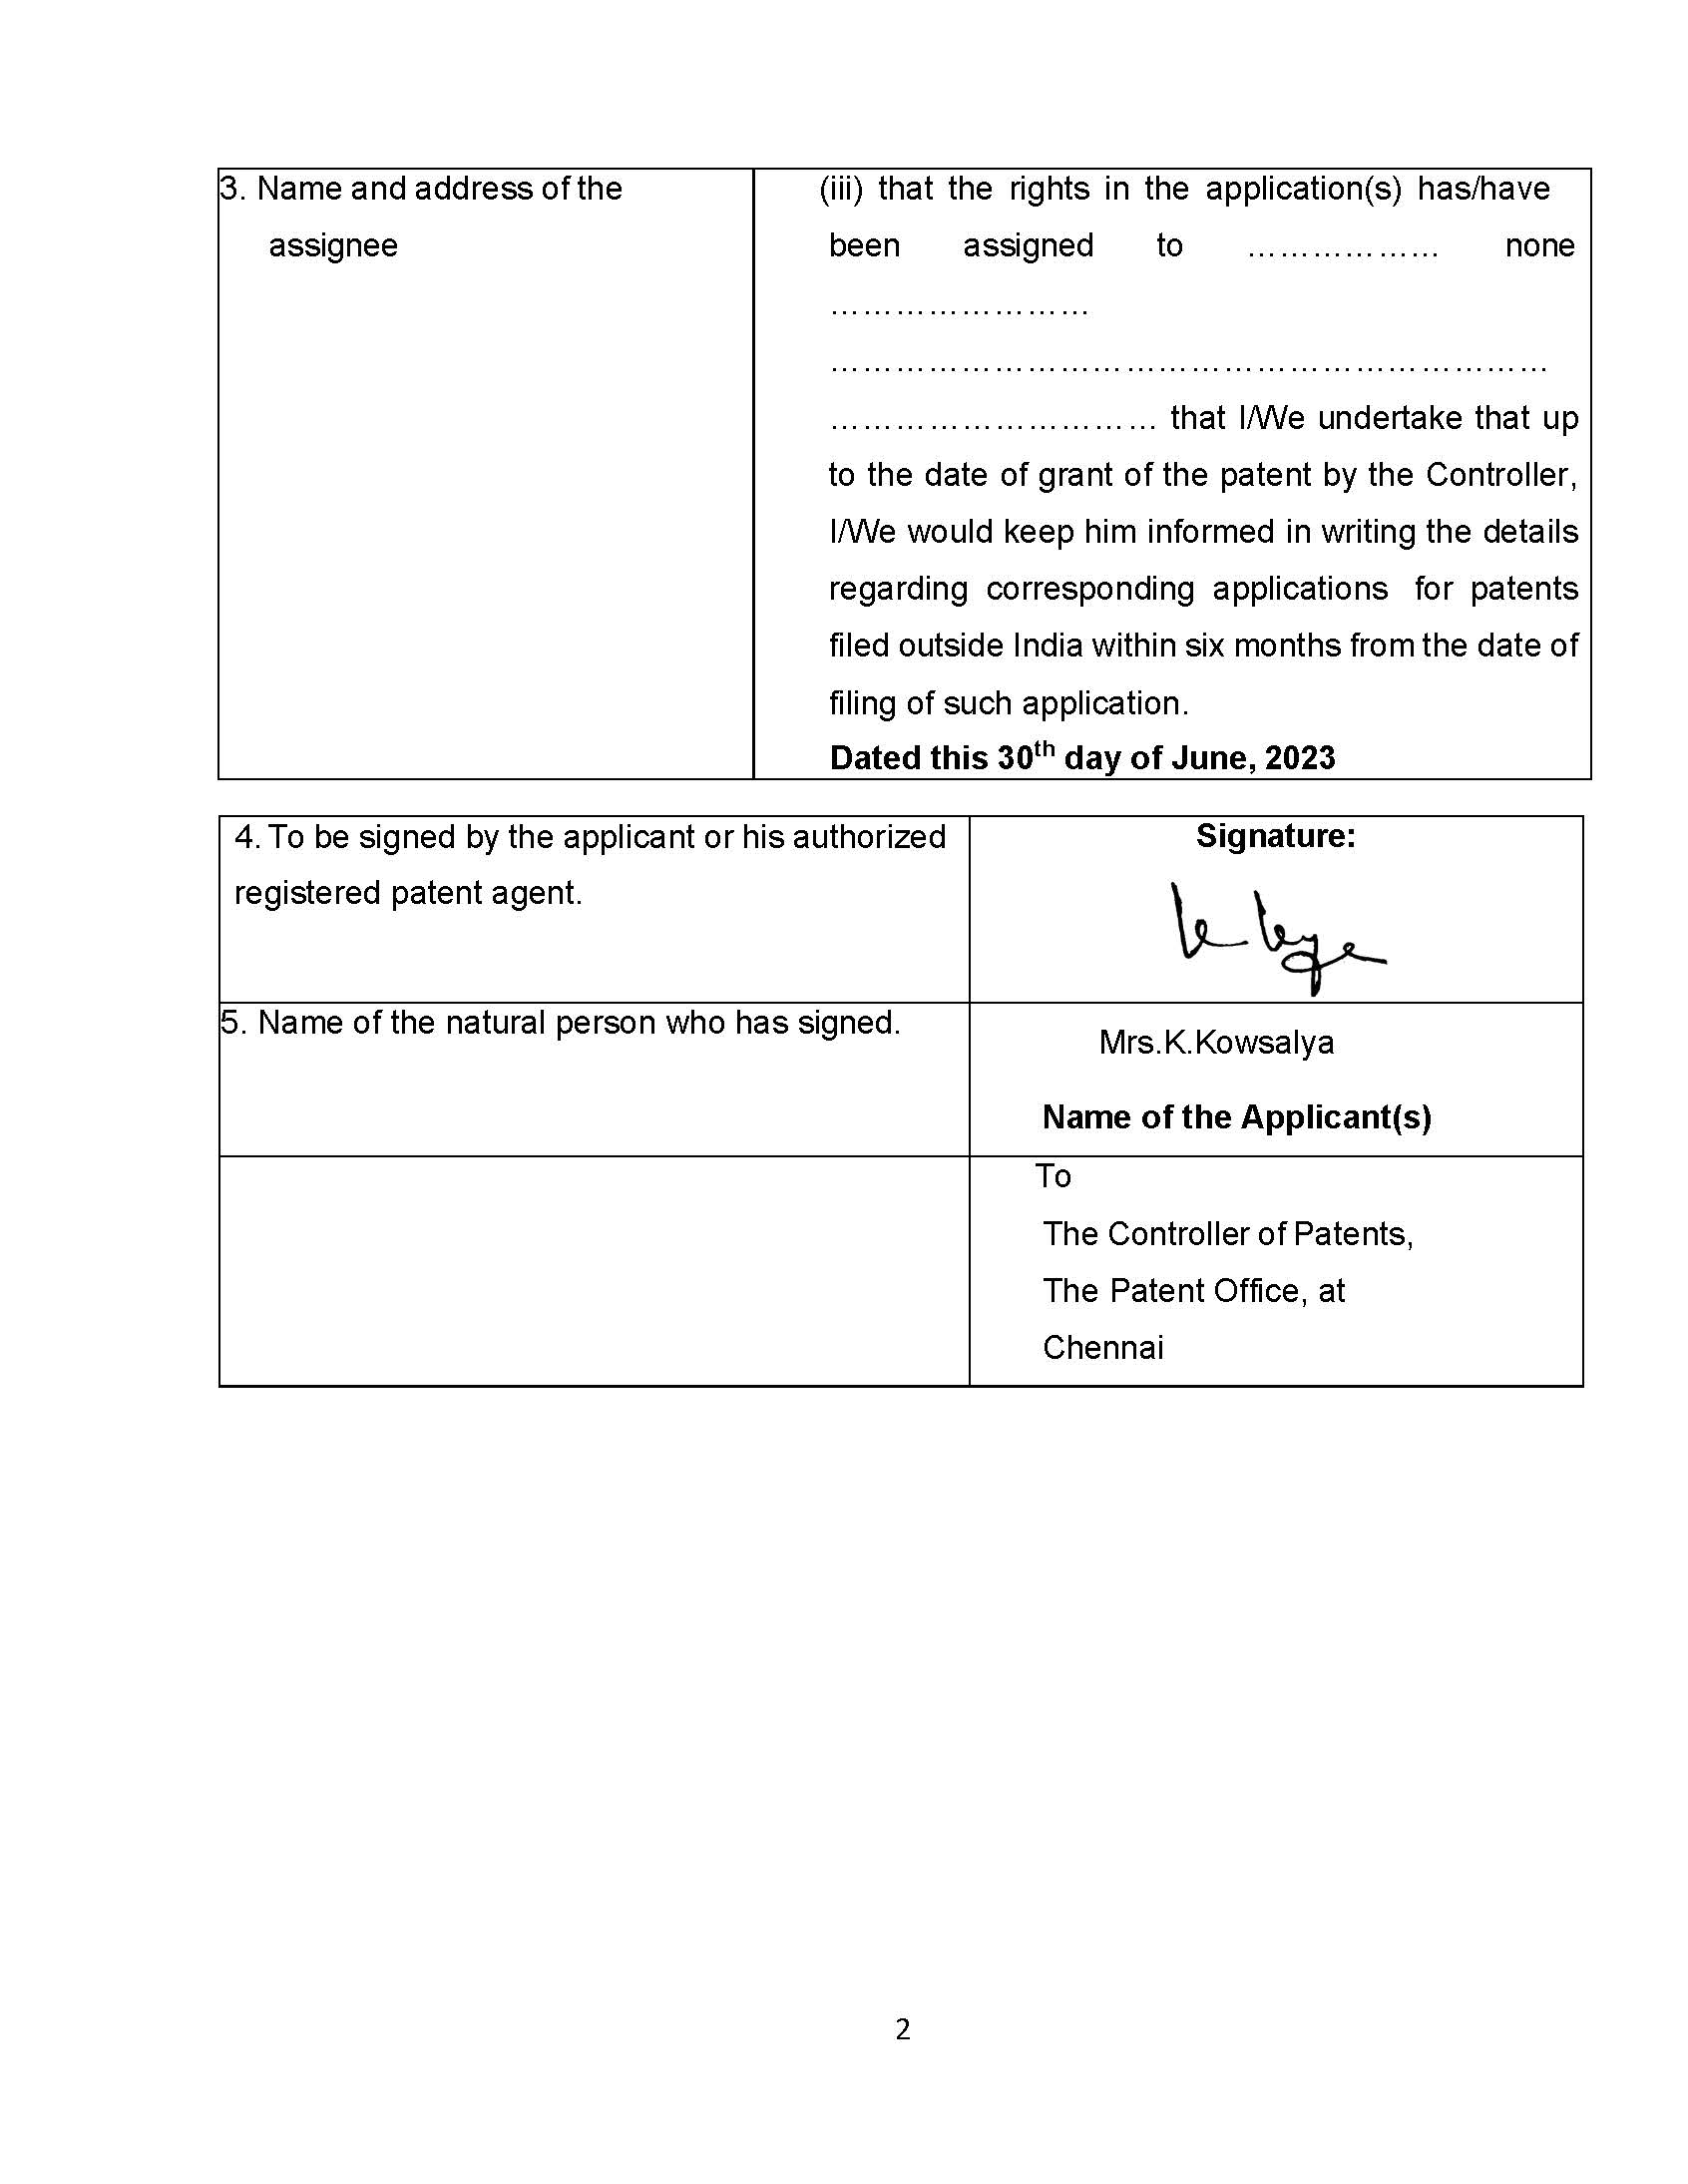 3. Name and address of the
assignee
(iii) that the rights in the application(s) has/have
been assigned to ……………… none
……………………
…………………………………………………………
………………………… that I/We undertake that up
to the date of grant of the patent by the Controller,
I/We would keep him informed in writing the details
regarding corresponding applications for patents
filed outside India within six months from the date of
filing of such application.
Dated this 30th day of June, 2023
4. To be signed by the applicant or his authorized
registered patent agent.
Signature:
5. Name of the natural person who has signed.
Mrs.K.Kowsalya
Name of the Applicant(s)
To
The Controller of Patents,
The Patent Office, at
Chennai
2